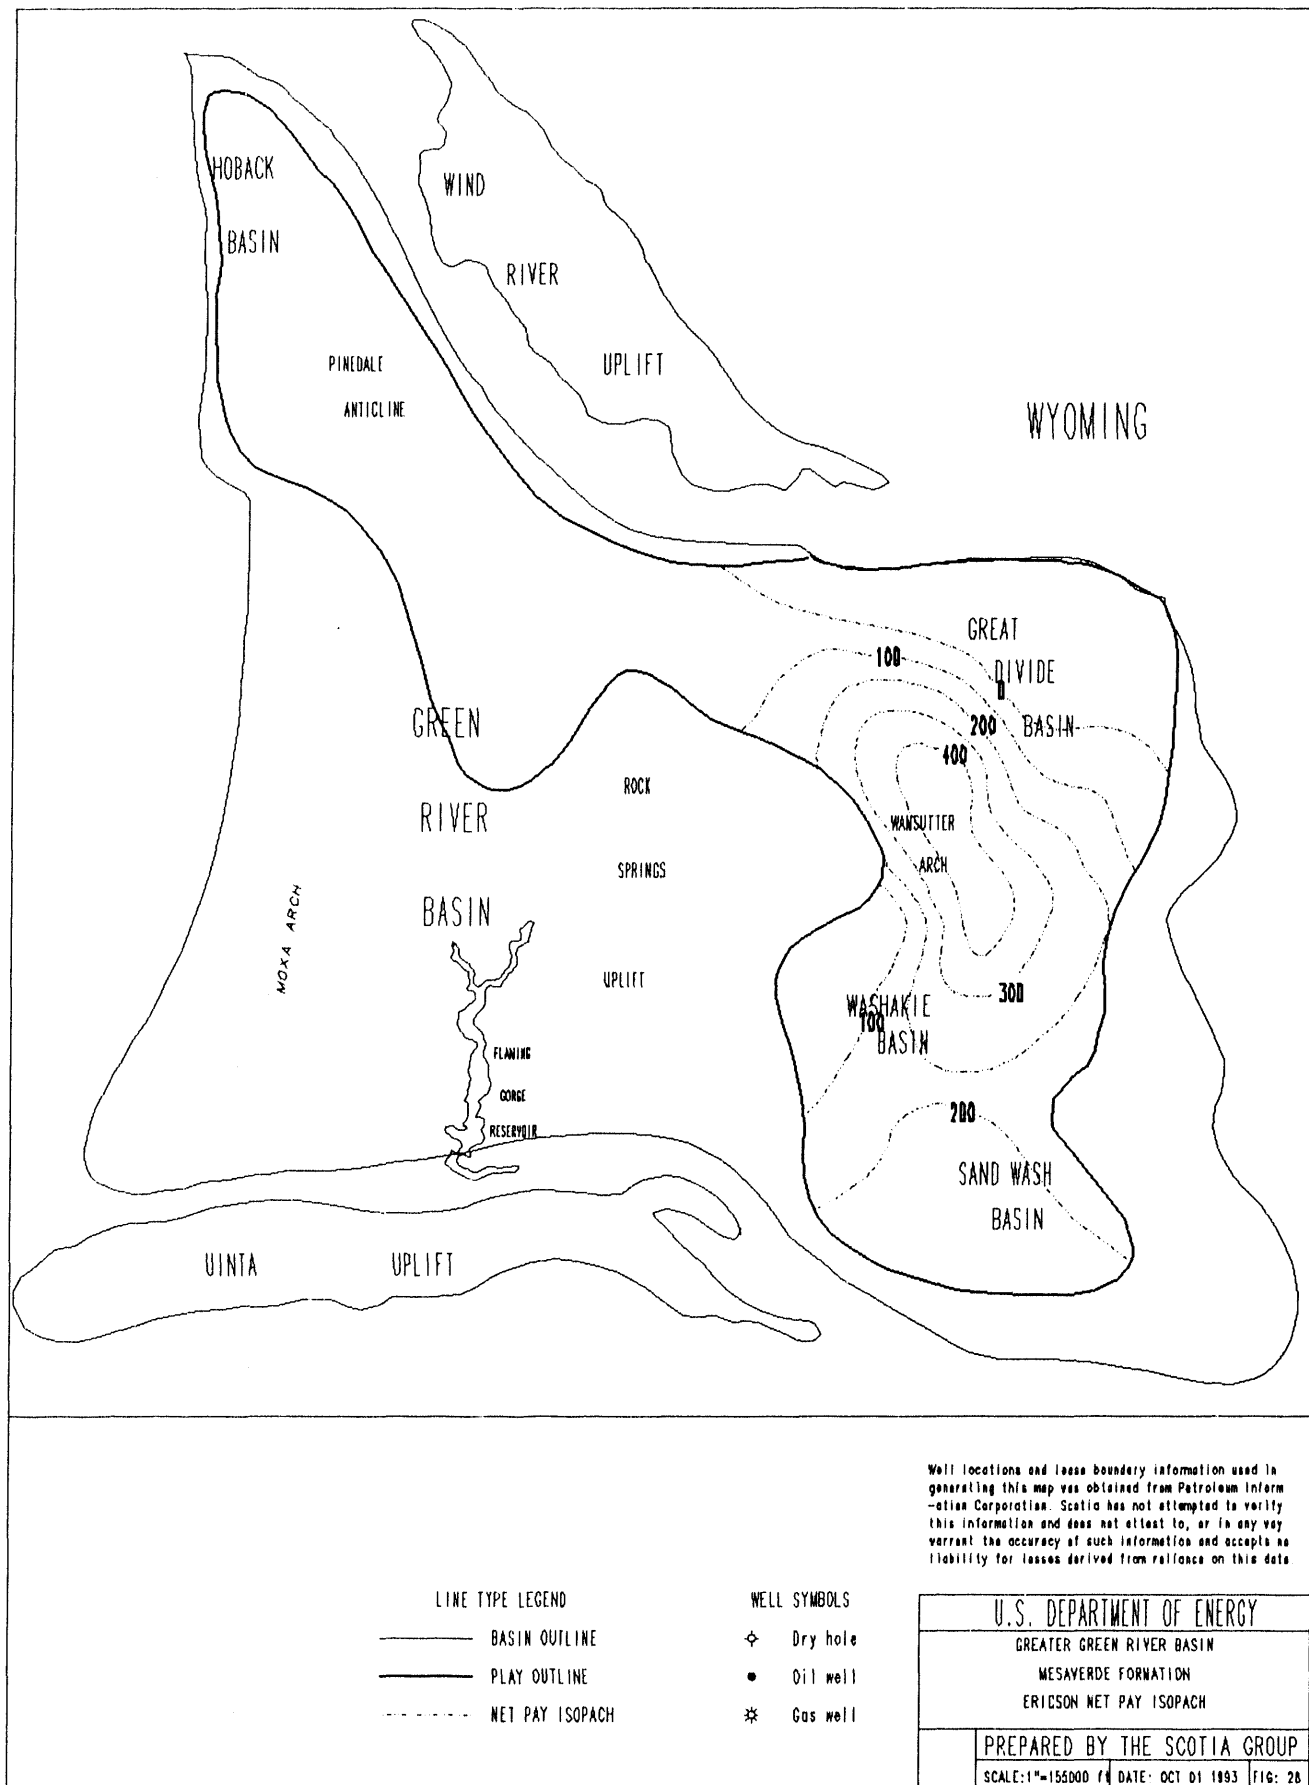 HOBACK
BASIN
WIND
RIVER
UPLIFT
PINEDALE
ANTICLINE
WYOMING
GREAT
DIVIDE
BASIN
0
100
200
400
GREEN
RIVER
BASIN
ROCK
SPRINGS
UPLIFT
WAMSUTTER
ARCH
MOXA ARCH
300
WASHAKIE
100
BASIN
FLAMING
GORGE
RESERVOIR
200
SAND WASH
BASIN
UINTA UPLIFT
Well locations and lease boundary information used in
generating this map was obtained from Petroleum Inform
-ation Corporation. Scotia has not attempted to verify
this information and does not attest to, or in any way
warrant the accuracy of such information and accepts no
liability for losses derived from reliance on this data
LINE TYPE LEGEND
BASIN OUTLINE
PLAY OUTLINE
NET PAY ISOPACH
WELL SYMBOLS
Dry hole
Oil well
Gas well
U.S. DEPARTMENT OF ENERGY
GREATER GREEN RIVER BASIN
MESAVERDE FORMATION
ERICSON NET PAY ISOPACH
PREPARED BY THE SCOTIA GROUP
SCALE:1"=155000 ft DATE: OCT 01 1993 FIG: 28